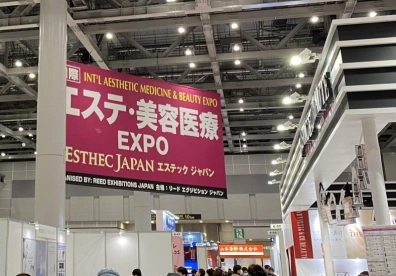 際 INT'L AESTHETIC MEDICINE & BEAUTY EXPO
エステ・美容医療
EXPO
ESTHEC JAPAN エステック ジャパン
ANISED BY: REED EXHIBITIONS JAPAN 主催：リード エグジビション ジャパン